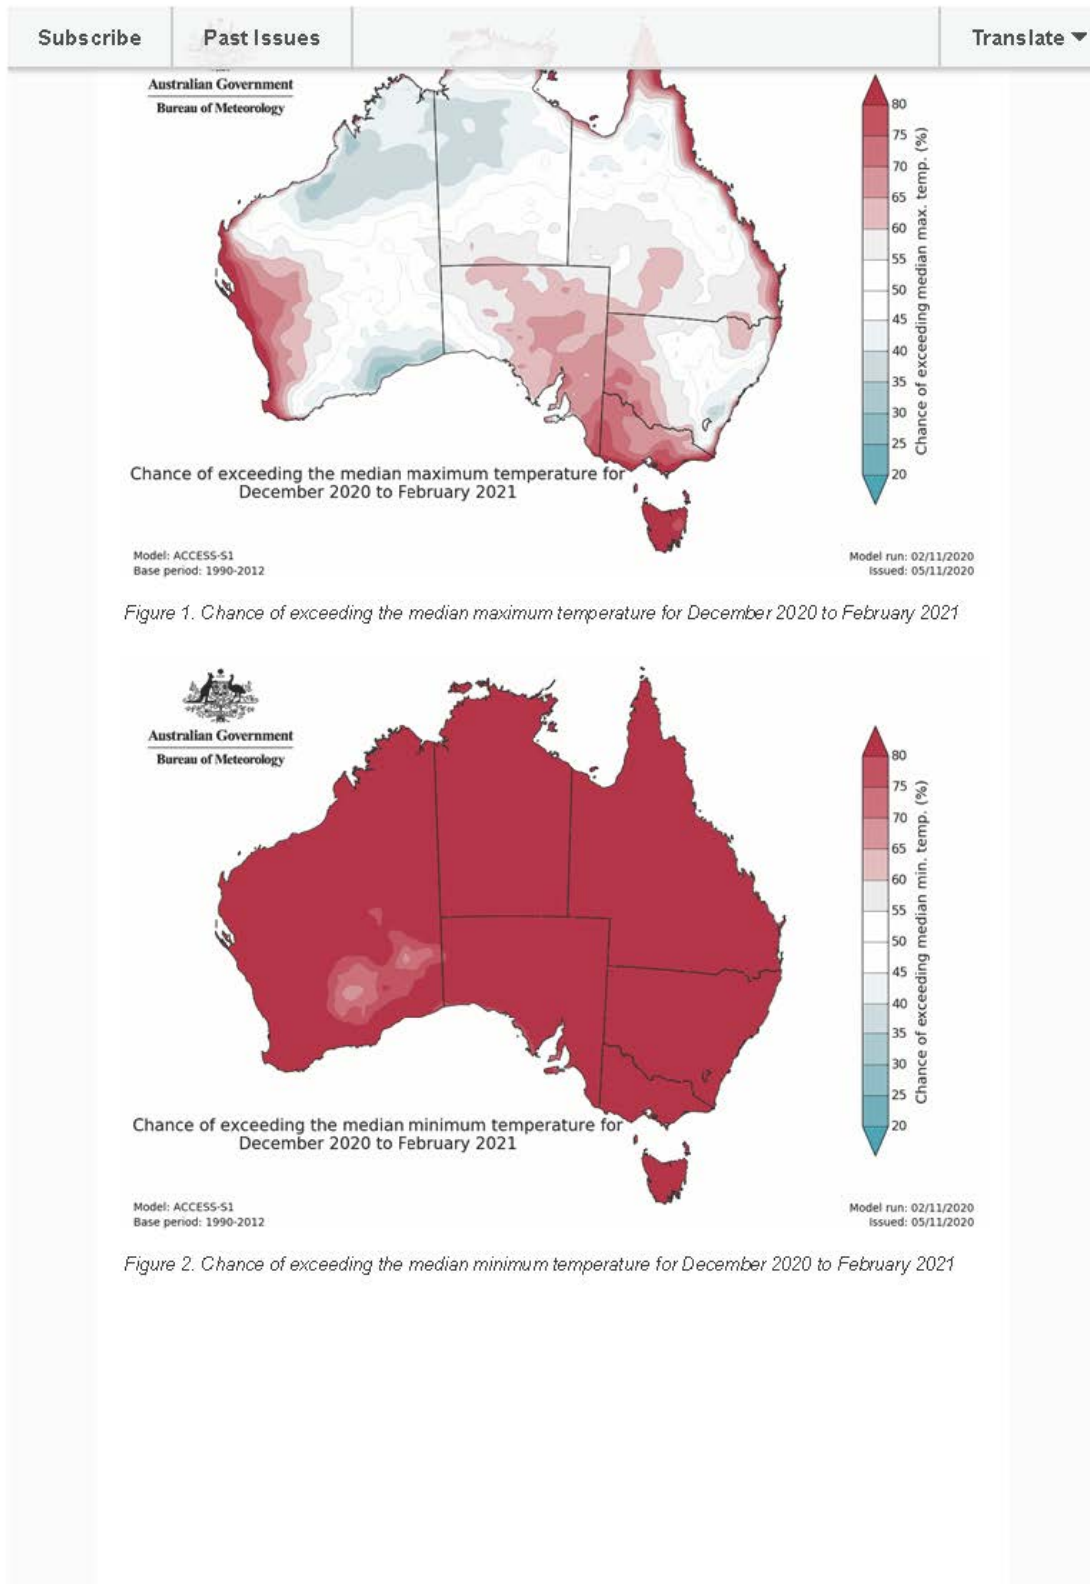 Subscribe
Past Issues
Translate
Australian Government
Bureau of Meteorology
80
75
70
65
60
55
50
45
40
35
30
25
20
Chance of exceeding median max. temp. (%)
Chance of exceeding the median maximum temperature for
December 2020 to February 2021
Model: ACCESS-S1
Base period: 1990-2012
Model run: 02/11/2020
Issued: 05/11/2020
Figure 1. Chance of exceeding the median maximum temperature for December 2020 to February 2021
Australian Government
Bureau of Meteorology
80
75
70
65
60
55
50
45
40
35
30
25
20
Chance of exceeding median min. temp. (%)
Chance of exceeding the median minimum temperature for
December 2020 to February 2021
Model: ACCESS-S1
Base period: 1990-2012
Model run: 02/11/2020
Issued: 05/11/2020
Figure 2. Chance of exceeding the median minimum temperature for December 2020 to February 2021